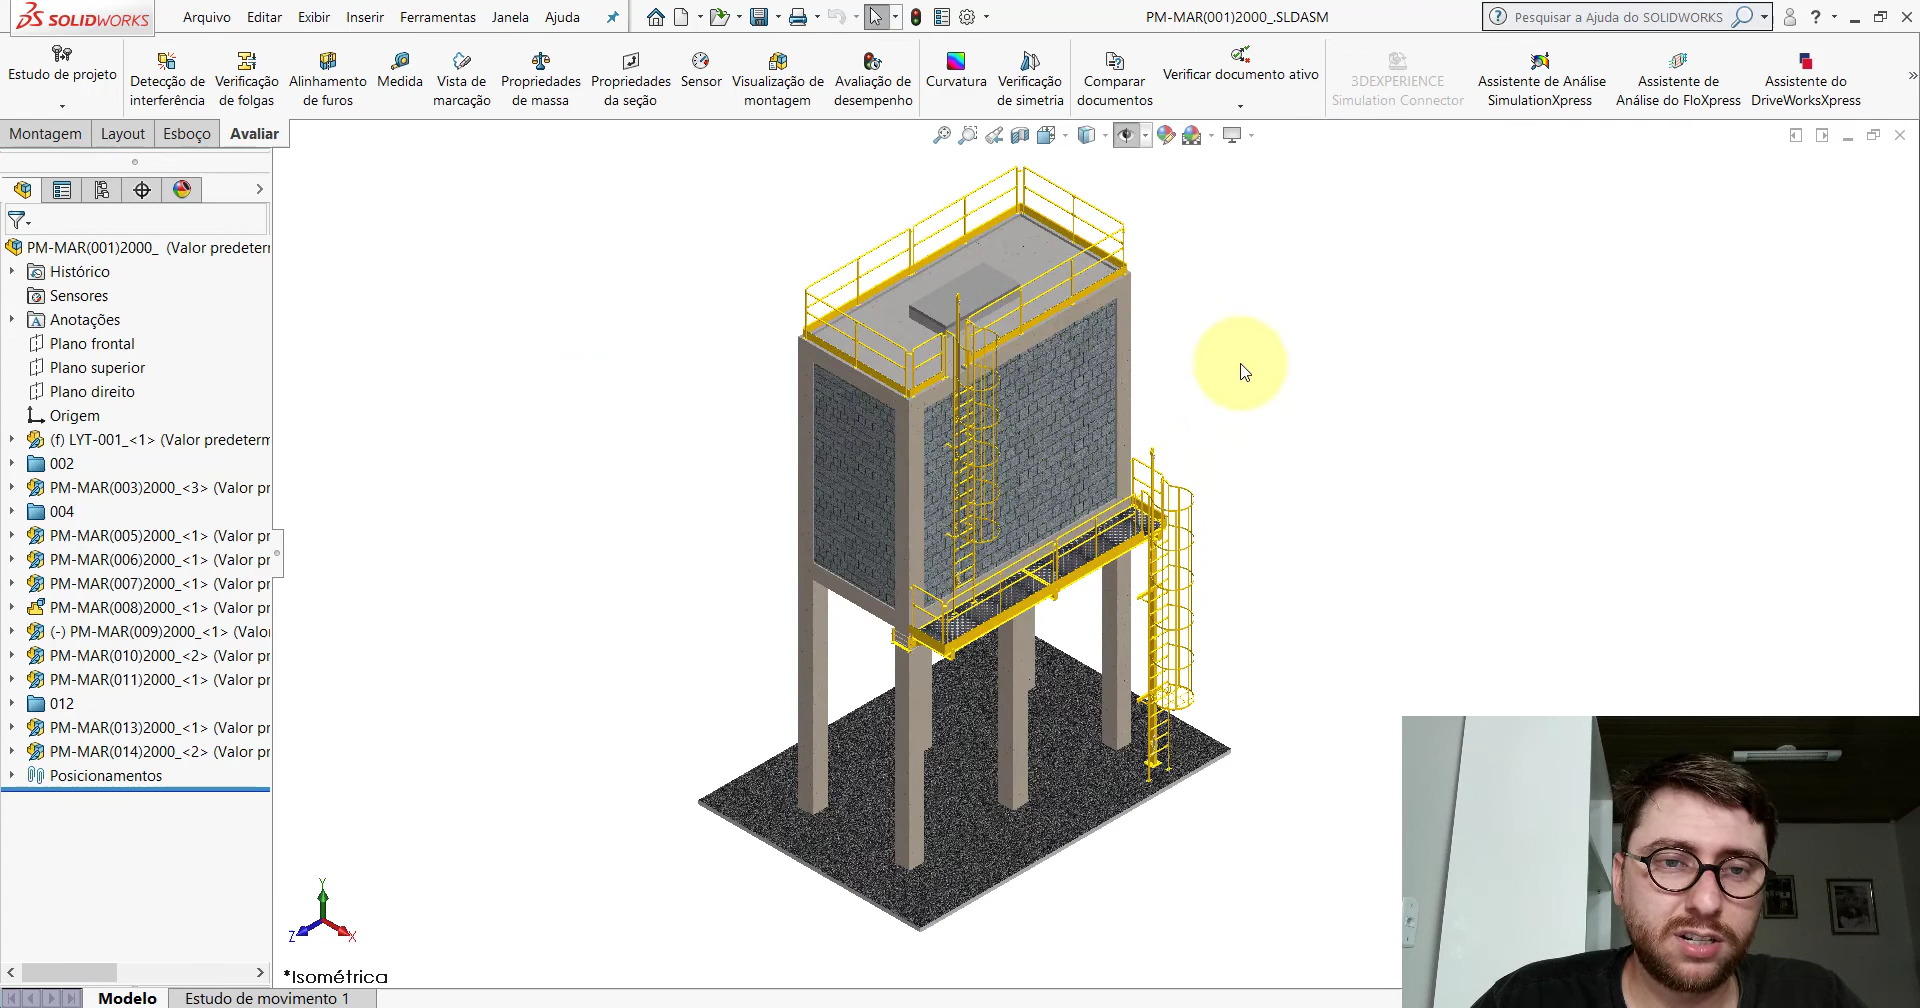 SOLIDWORKS
Arquivo Editar Exibir Inserir Ferramentas Janela Ajuda
PM-MAR(001)2000_.SLDASM
Pesquisar a Ajuda do SOLIDWORKS
Estudo de projeto
Detecção de interferência
Verificação de folgas
Alinhamento de furos
Medida
Vista de marcação
Propriedades de massa
Propriedades da seção
Sensor
Visualização de montagem
Avaliação de desempenho
Curvatura
Verificação de simetria
Comparar documentos
Verificar documento ativo
3DEXPERIENCE Simulation Connector
Assistente de Análise SimulationXpress
Assistente de Análise do FloXpress
Assistente do DriveWorksXpress
Montagem Layout Esboço Avaliar
PM-MAR(001)2000_ (Valor predetern
Histórico
Sensores
Anotações
Plano frontal
Plano superior
Plano direito
Origem
(f) LYT-001_<1> (Valor predetern
002
PM-MAR(003)2000_<3> (Valor pr
004
PM-MAR(005)2000_<1> (Valor pr
PM-MAR(006)2000_<1> (Valor pr
PM-MAR(007)2000_<1> (Valor pr
PM-MAR(008)2000_<1> (Valor pr
(-) PM-MAR(009)2000_<1> (Valor
PM-MAR(010)2000_<2> (Valor pr
PM-MAR(011)2000_<1> (Valor pr
012
PM-MAR(013)2000_<1> (Valor pr
PM-MAR(014)2000_<2> (Valor pr
Posicionamentos
Y
Z
X
*Isométrica
Modelo Estudo de movimento 1